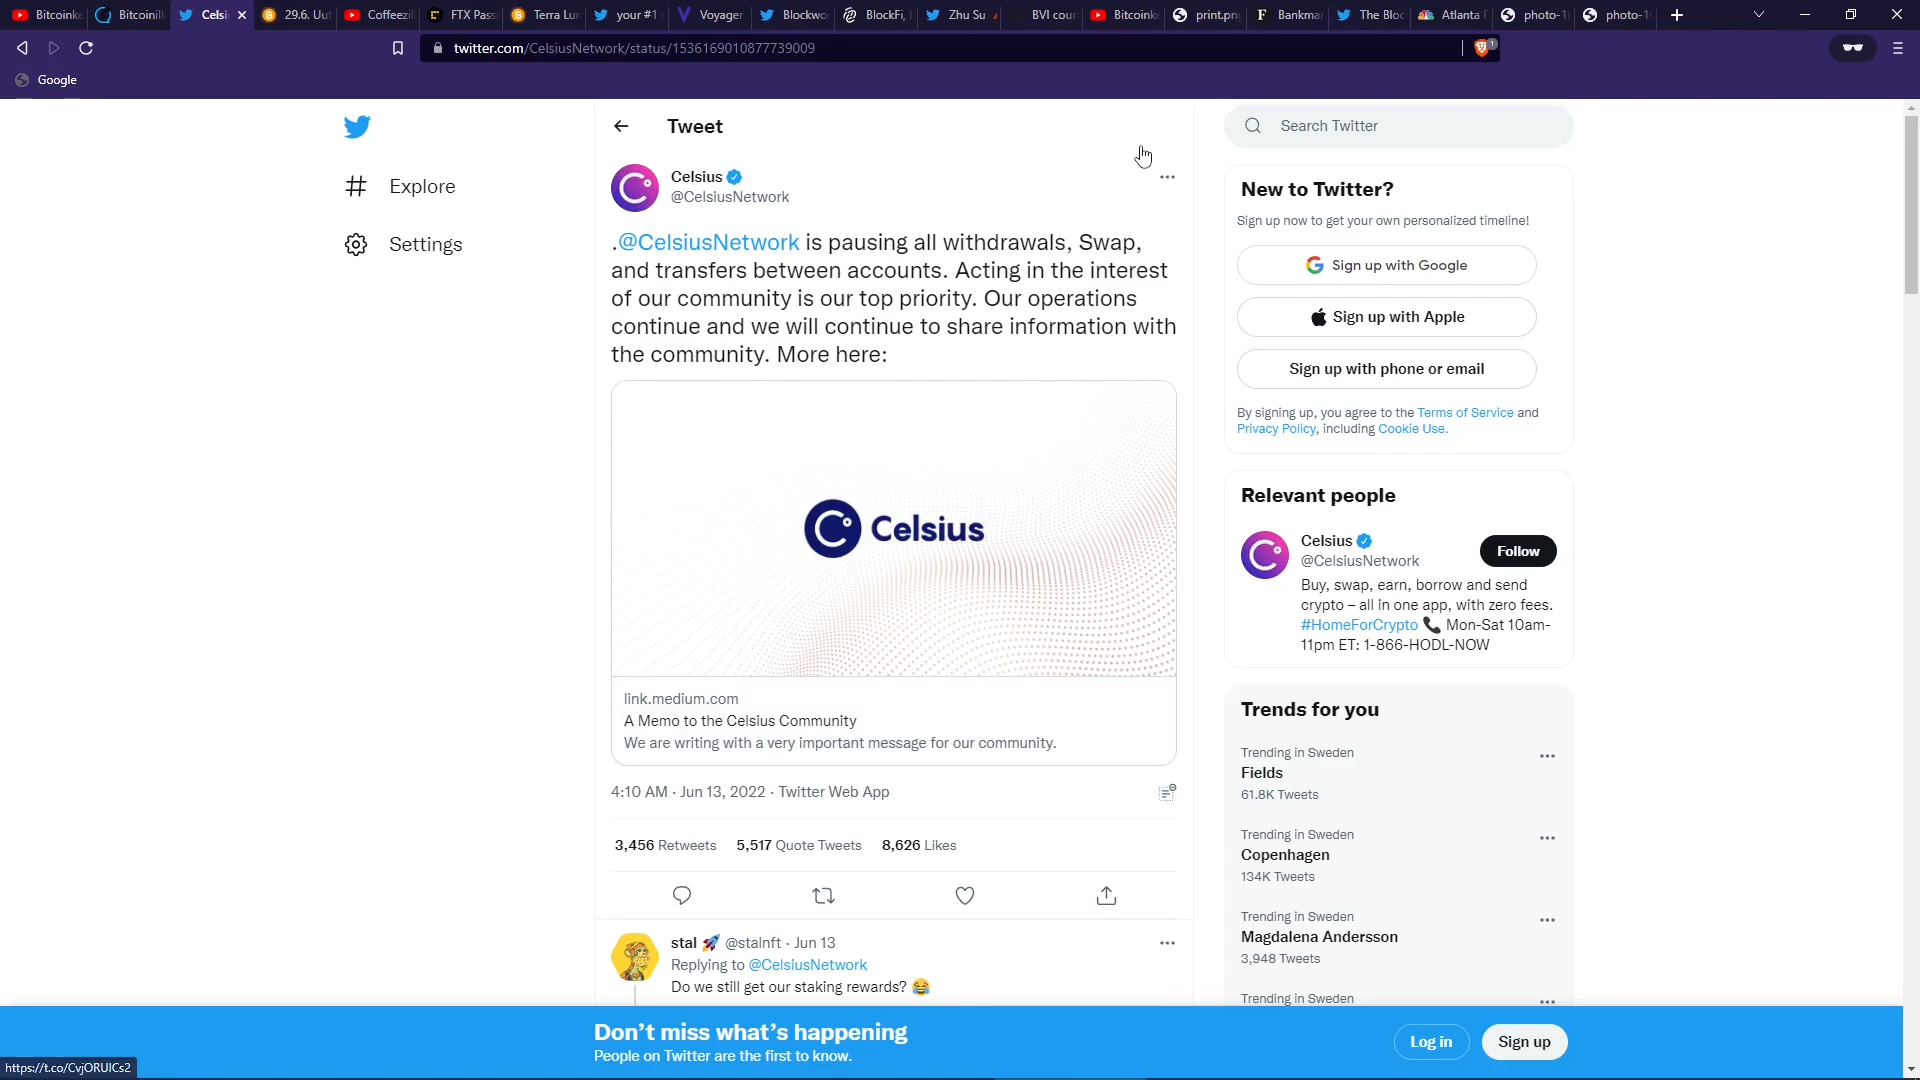 Bitcoinke
Bitcoinill
Celsi
29.6. Uu
Coffeezil
FTX Pass
Terra Lun
your #1 s
Voyager
Blockwo
BlockFi,
Zhu Su
BVI cour
Bitcoinke
print.png
Bankma
The Bloc
Atlanta F
photo-1
photo-1
twitter.com/CelsiusNetwork/status/1536169010877739009
1
Google
Explore
Settings
Tweet
Celsius
@CelsiusNetwork
.@CelsiusNetwork is pausing all withdrawals, Swap,
and transfers between accounts. Acting in the interest
of our community is our top priority. Our operations
continue and we will continue to share information with
the community. More here:
Celsius
link.medium.com
A Memo to the Celsius Community
We are writing with a very important message for our community.
4:10 AM · Jun 13, 2022 · Twitter Web App
3,456 Retweets 5,517 Quote Tweets 8,626 Likes
stal 🚀 @stalnft · Jun 13
Replying to @CelsiusNetwork
Do we still get our staking rewards? 😂
Search Twitter
New to Twitter?
Sign up now to get your own personalized timeline!
Sign up with Google
Sign up with Apple
Sign up with phone or email
By signing up, you agree to the Terms of Service and
Privacy Policy, including Cookie Use.
Relevant people
Celsius
@CelsiusNetwork
Follow
Buy, swap, earn, borrow and send
crypto – all in one app, with zero fees.
#HomeForCrypto 📞 Mon-Sat 10am-
11pm ET: 1-866-HODL-NOW
Trends for you
Trending in Sweden
Fields
61.8K Tweets
Trending in Sweden
Copenhagen
134K Tweets
Trending in Sweden
Magdalena Andersson
3,948 Tweets
Trending in Sweden
Don't miss what's happening
People on Twitter are the first to know.
Log in
Sign up
https://t.co/CvjORUICs2